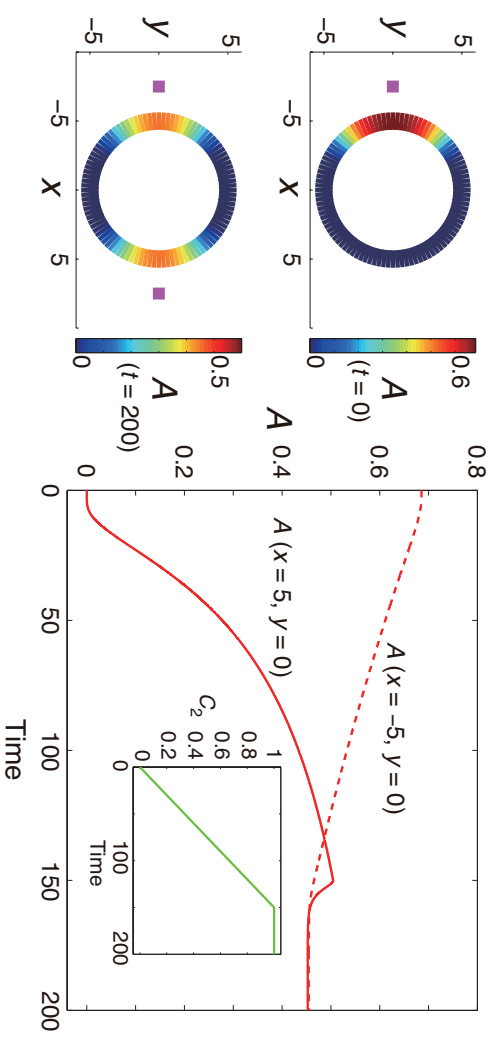 y
5
−5
−5
5
x
0
0.6
A
(t = 0)
y
5
−5
−5
5
x
0
0.5
A
(t = 200)
A
0.8
0.6
0.4
0.2
0
0
50
100
150
200
Time
A (x = −5, y = 0)
A (x = 5, y = 0)
C2
1
0.8
0.6
0.4
0.2
0
0
100
200
Time